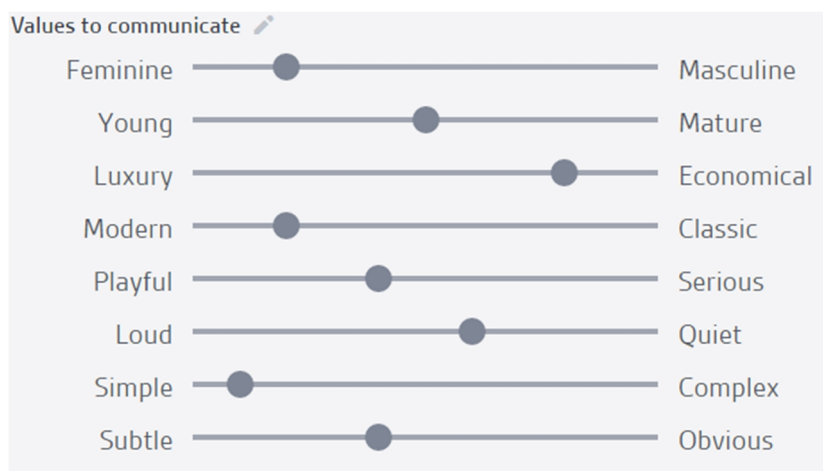 Values to communicate
Feminine Masculine
Young Mature
Luxury Economical
Modern Classic
Playful Serious
Loud Quiet
Simple Complex
Subtle Obvious